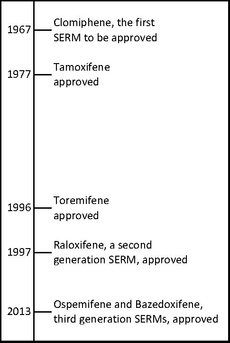 1967 Clomiphene, the first
SERM to be approved
1977 Tamoxifene
approved
1996 Toremifene
approved
1997 Raloxifene, a second
generation SERM, approved
2013 Ospemifene and Bazedoxifene,
third generation SERMs, approved